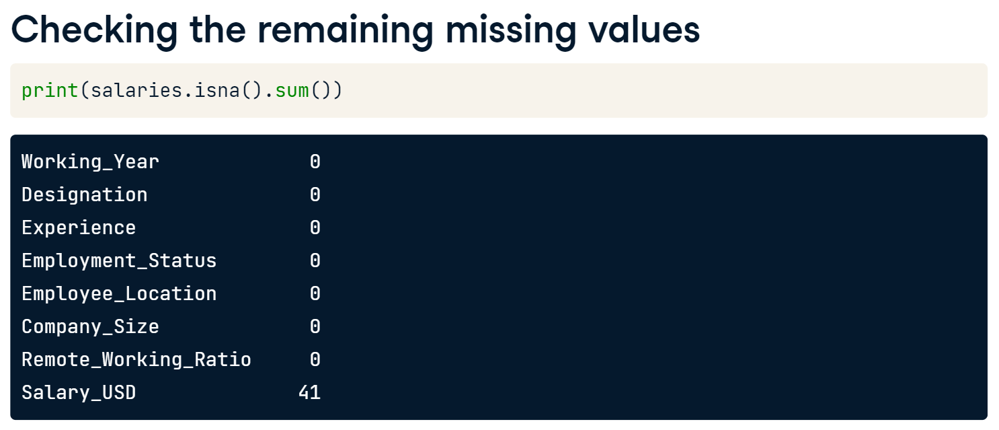 Checking the remaining missing values
print(salaries.isna().sum())
Working_Year 0
Designation 0
Experience 0
Employment_Status 0
Employee_Location 0
Company_Size 0
Remote_Working_Ratio 0
Salary_USD 41